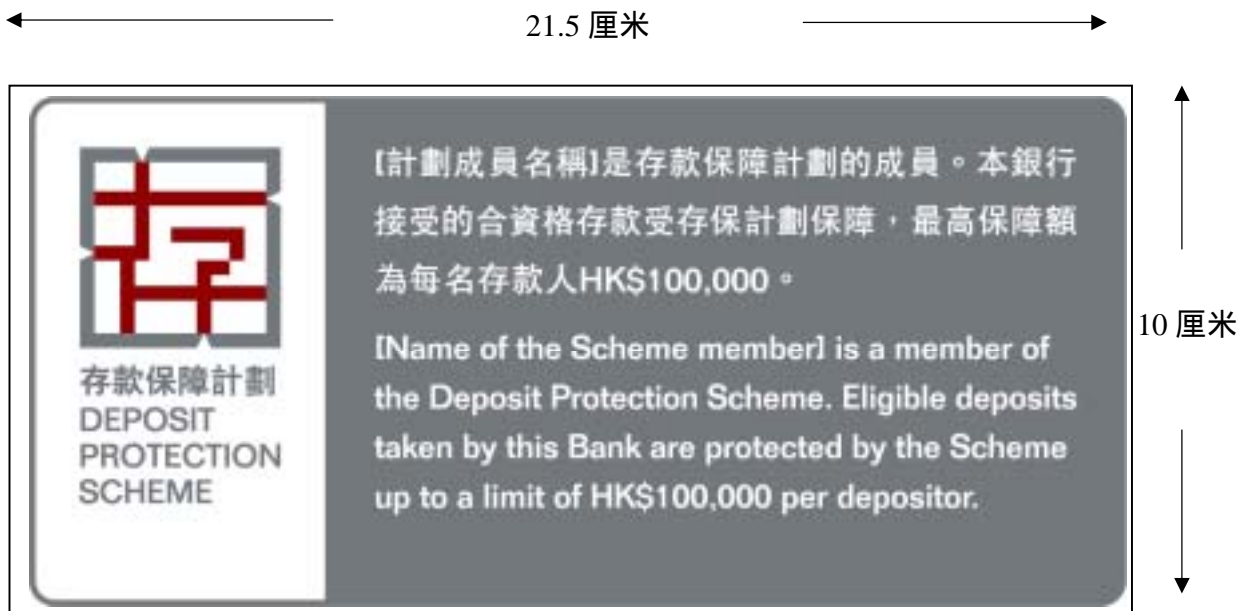 21.5 厘米
[計劃成員名稱]是存款保障計劃的成員。本銀行
接受的合資格存款受存保計劃保障，最高保障額
為每名存款人HK$100,000。
[Name of the Scheme member] is a member of
the Deposit Protection Scheme. Eligible deposits
taken by this Bank are protected by the Scheme
up to a limit of HK$100,000 per depositor.
存
存款保障計劃
DEPOSIT
PROTECTION
SCHEME
10 厘米